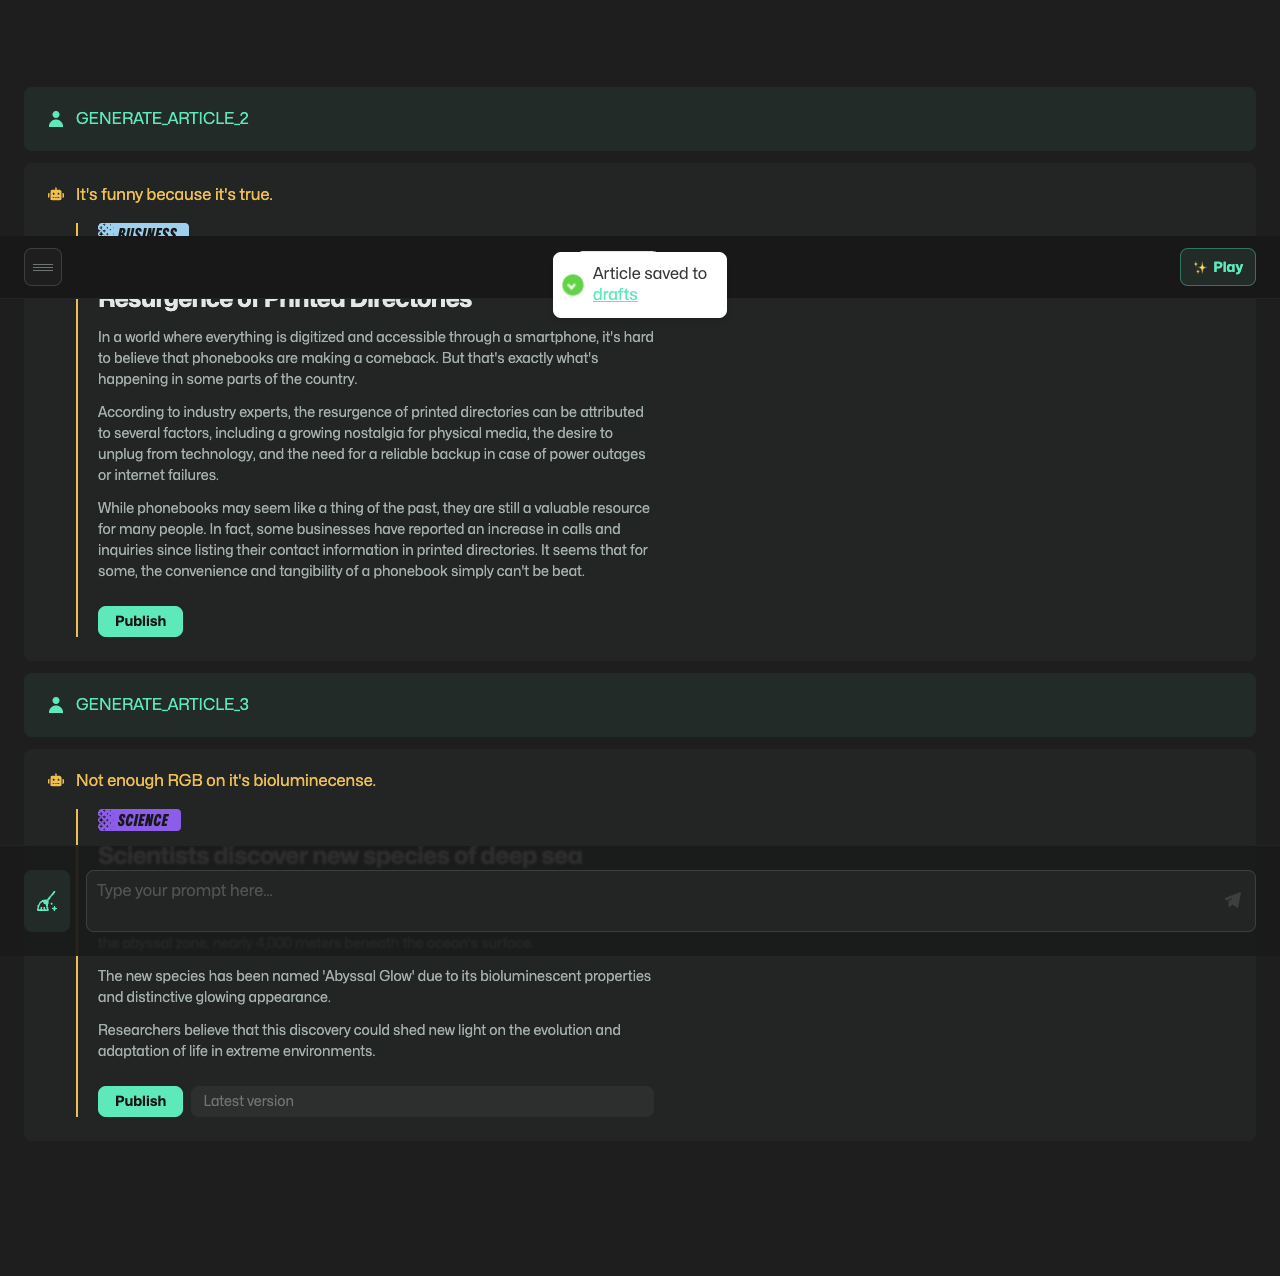 GENERATE_ARTICLE_2
It's funny because it's true.
BUSINESS
Play
Article saved to
drafts
Resurgence of Printed Directories
In a world where everything is digitized and accessible through a smartphone, it's hard
to believe that phonebooks are making a comeback. But that's exactly what's
happening in some parts of the country.
According to industry experts, the resurgence of printed directories can be attributed
to several factors, including a growing nostalgia for physical media, the desire to
unplug from technology, and the need for a reliable backup in case of power outages
or internet failures.
While phonebooks may seem like a thing of the past, they are still a valuable resource
for many people. In fact, some businesses have reported an increase in calls and
inquiries since listing their contact information in printed directories. It seems that for
some, the convenience and tangibility of a phonebook simply can't be beat.
Publish
GENERATE_ARTICLE_3
Not enough RGB on it's bioluminecense.
SCIENCE
Scientists discover new species of deep sea
Type your prompt here...
the abyssal zone, nearly 4,000 meters beneath the ocean's surface
The new species has been named 'Abyssal Glow' due to its bioluminescent properties
and distinctive glowing appearance.
Researchers believe that this discovery could shed new light on the evolution and
adaptation of life in extreme environments.
Publish
Latest version